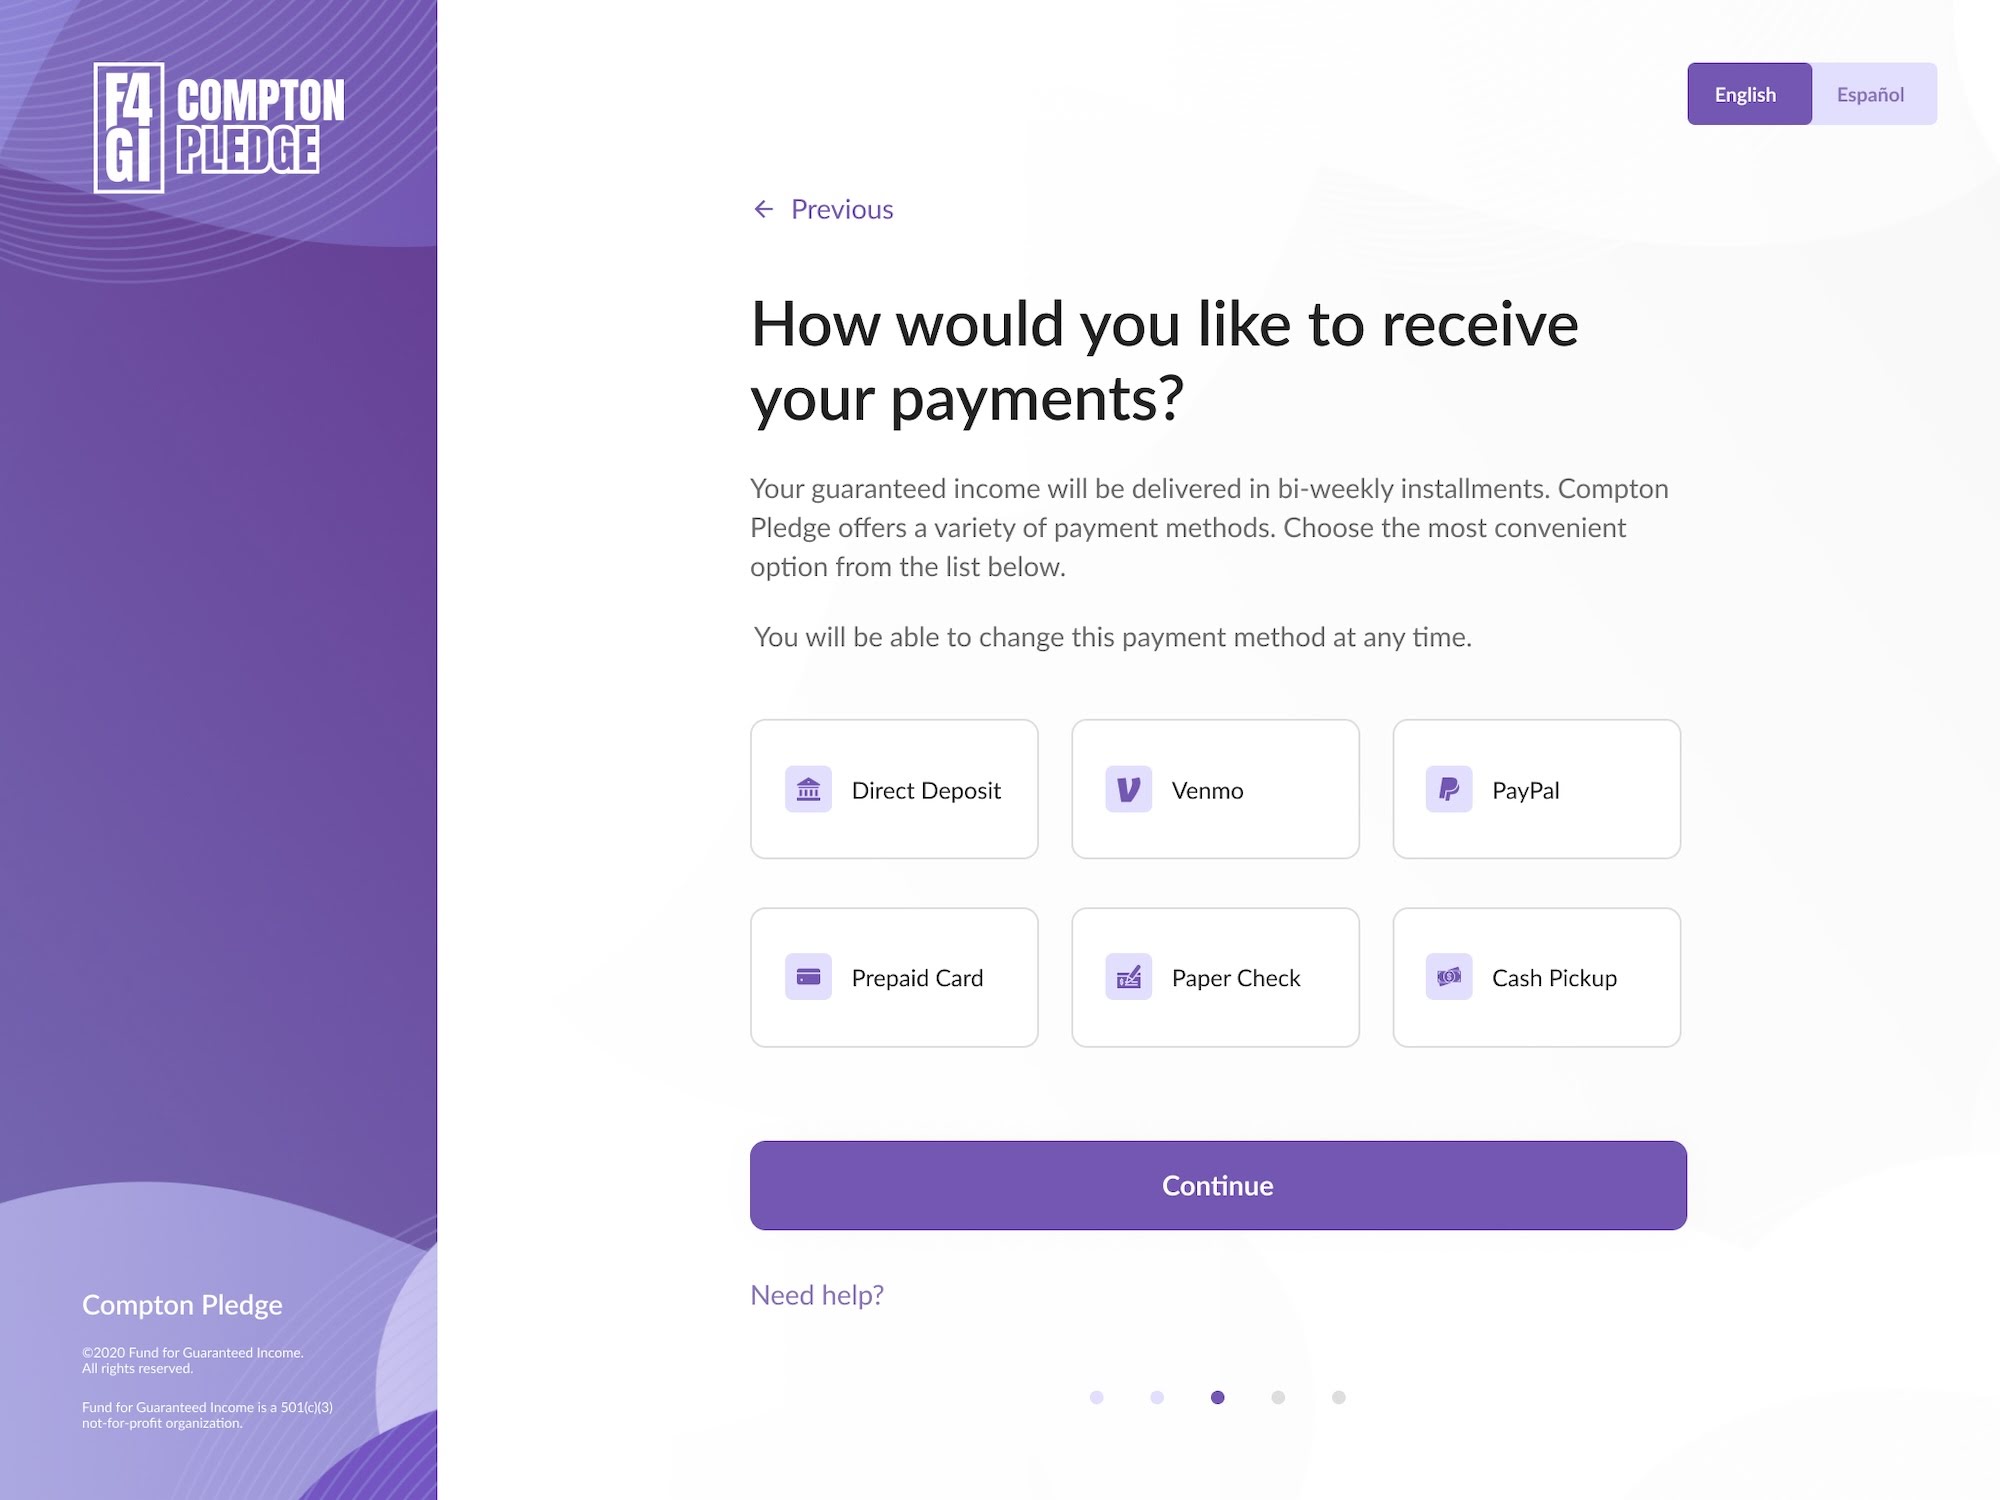 F4
GI
COMPTON
PLEDGE
English
Español
← Previous
How would you like to receive
your payments?
Your guaranteed income will be delivered in bi-weekly installments. Compton
Pledge offers a variety of payment methods. Choose the most convenient
option from the list below.
You will be able to change this payment method at any time.
Direct Deposit
Venmo
PayPal
Prepaid Card
Paper Check
Cash Pickup
Continue
Need help?
Compton Pledge
©2020 Fund for Guaranteed Income.
All rights reserved.
Fund for Guaranteed Income is a 501(c)(3)
not-for-profit organization.